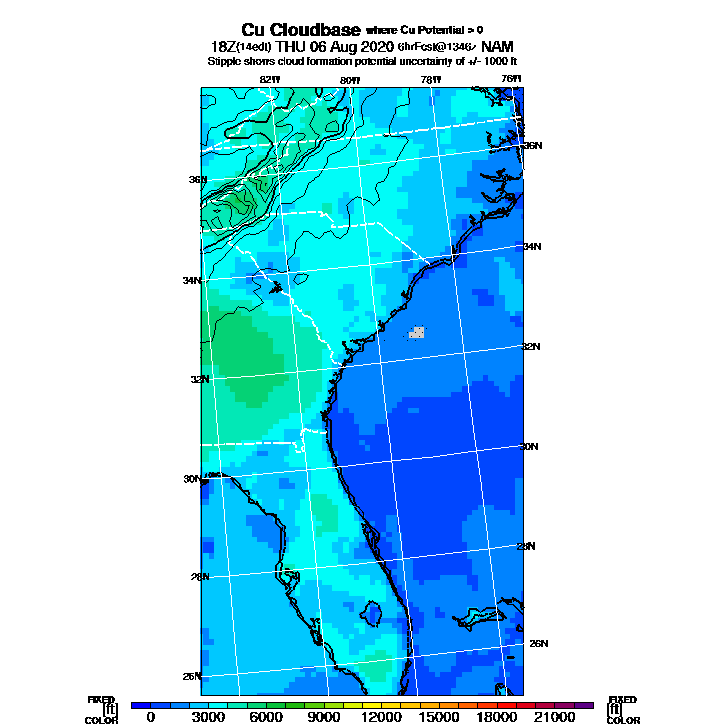 Cu Cloudbase where Cu Potential > 0
18Z(14edt) THU 06 Aug 2020 6hrFcst@1346z NAM
Stipple shows cloud formation potential uncertainty of +/- 1000 ft
82W 80W 78W 76W
36N 36N
34N 34N
32N 32N
30N 30N
28N 28N
26N 26N
FIXED FIXED
[ft] [ft]
COLOR COLOR
0 3000 6000 9000 12000 15000 18000 21000